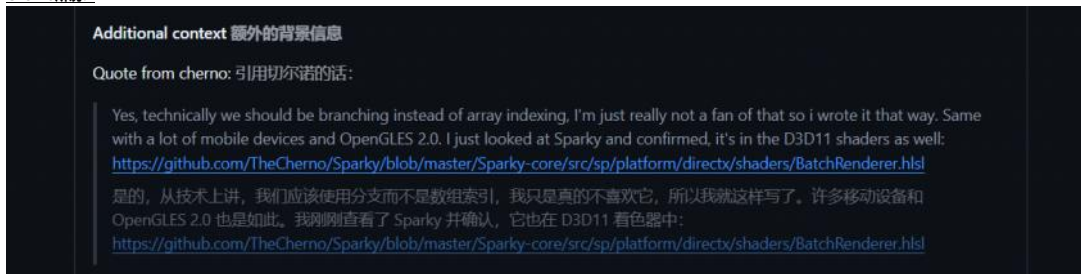 Additional context 额外的背景信息
Quote from cherno: 引用切尔诺的话：
Yes, technically we should be branching instead of array indexing, I'm just really not a fan of that so i wrote it that way. Same
with a lot of mobile devices and OpenGLES 2.0. I just looked at Sparky and confirmed, it's in the D3D11 shaders as well:
https://github.com/TheCherno/Sparky/blob/master/Sparky-core/src/sp/platform/directx/shaders/BatchRenderer.hlsl
是的，从技术上讲，我们应该使用分支而不是数组索引，我只是真的不喜欢它，所以我就这样写了。许多移动设备和
OpenGLES 2.0 也是如此。我刚刚查看了 Sparky 并确认，它也在 D3D11 着色器中：
https://github.com/TheCherno/Sparky/blob/master/Sparky-core/src/sp/platform/directx/shaders/BatchRenderer.hlsl